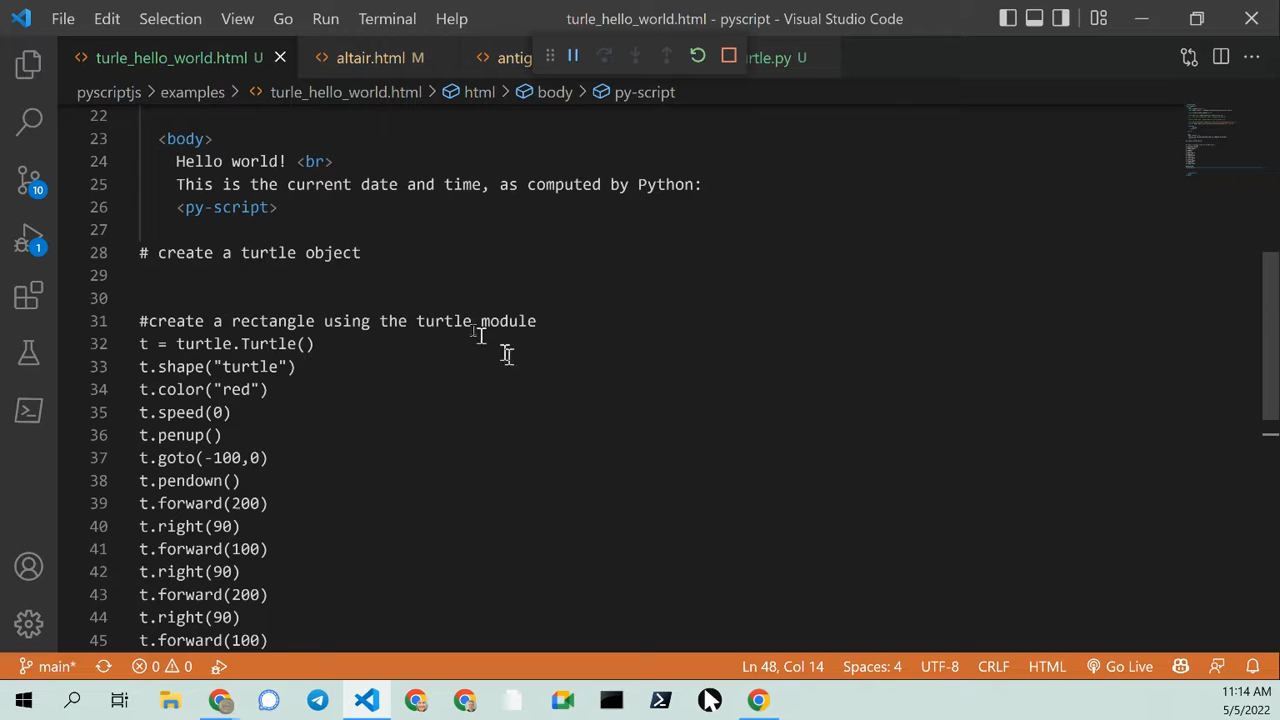 File Edit Selection View Go Run Terminal Help turle_hello_world.html - pyscript - Visual Studio Code
turle_hello_world.html U altair.html M antig rtle.py U
pyscriptjs > examples > turle_hello_world.html > html > body > py-script
22
23 <body>
24 Hello world! <br>
25 This is the current date and time, as computed by Python:
26 <py-script>
27
28 # create a turtle object
29
30
31 #create a rectangle using the turtle module
32 t = turtle.Turtle()
33 t.shape("turtle")
34 t.color("red")
35 t.speed(0)
36 t.penup()
37 t.goto(-100,0)
38 t.pendown()
39 t.forward(200)
40 t.right(90)
41 t.forward(100)
42 t.right(90)
43 t.forward(200)
44 t.right(90)
45 t.forward(100)
10
1
main* 0 0 Ln 48, Col 14 Spaces: 4 UTF-8 CRLF HTML Go Live
11:14 AM
5/5/2022